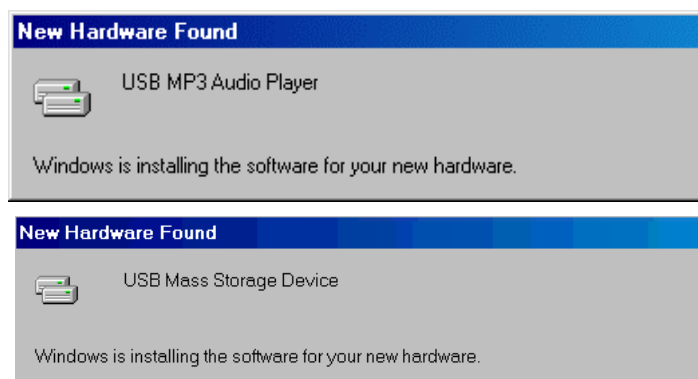 New Hardware Found
USB MP3 Audio Player
Windows is installing the software for your new hardware.
New Hardware Found
USB Mass Storage Device
Windows is installing the software for your new hardware.